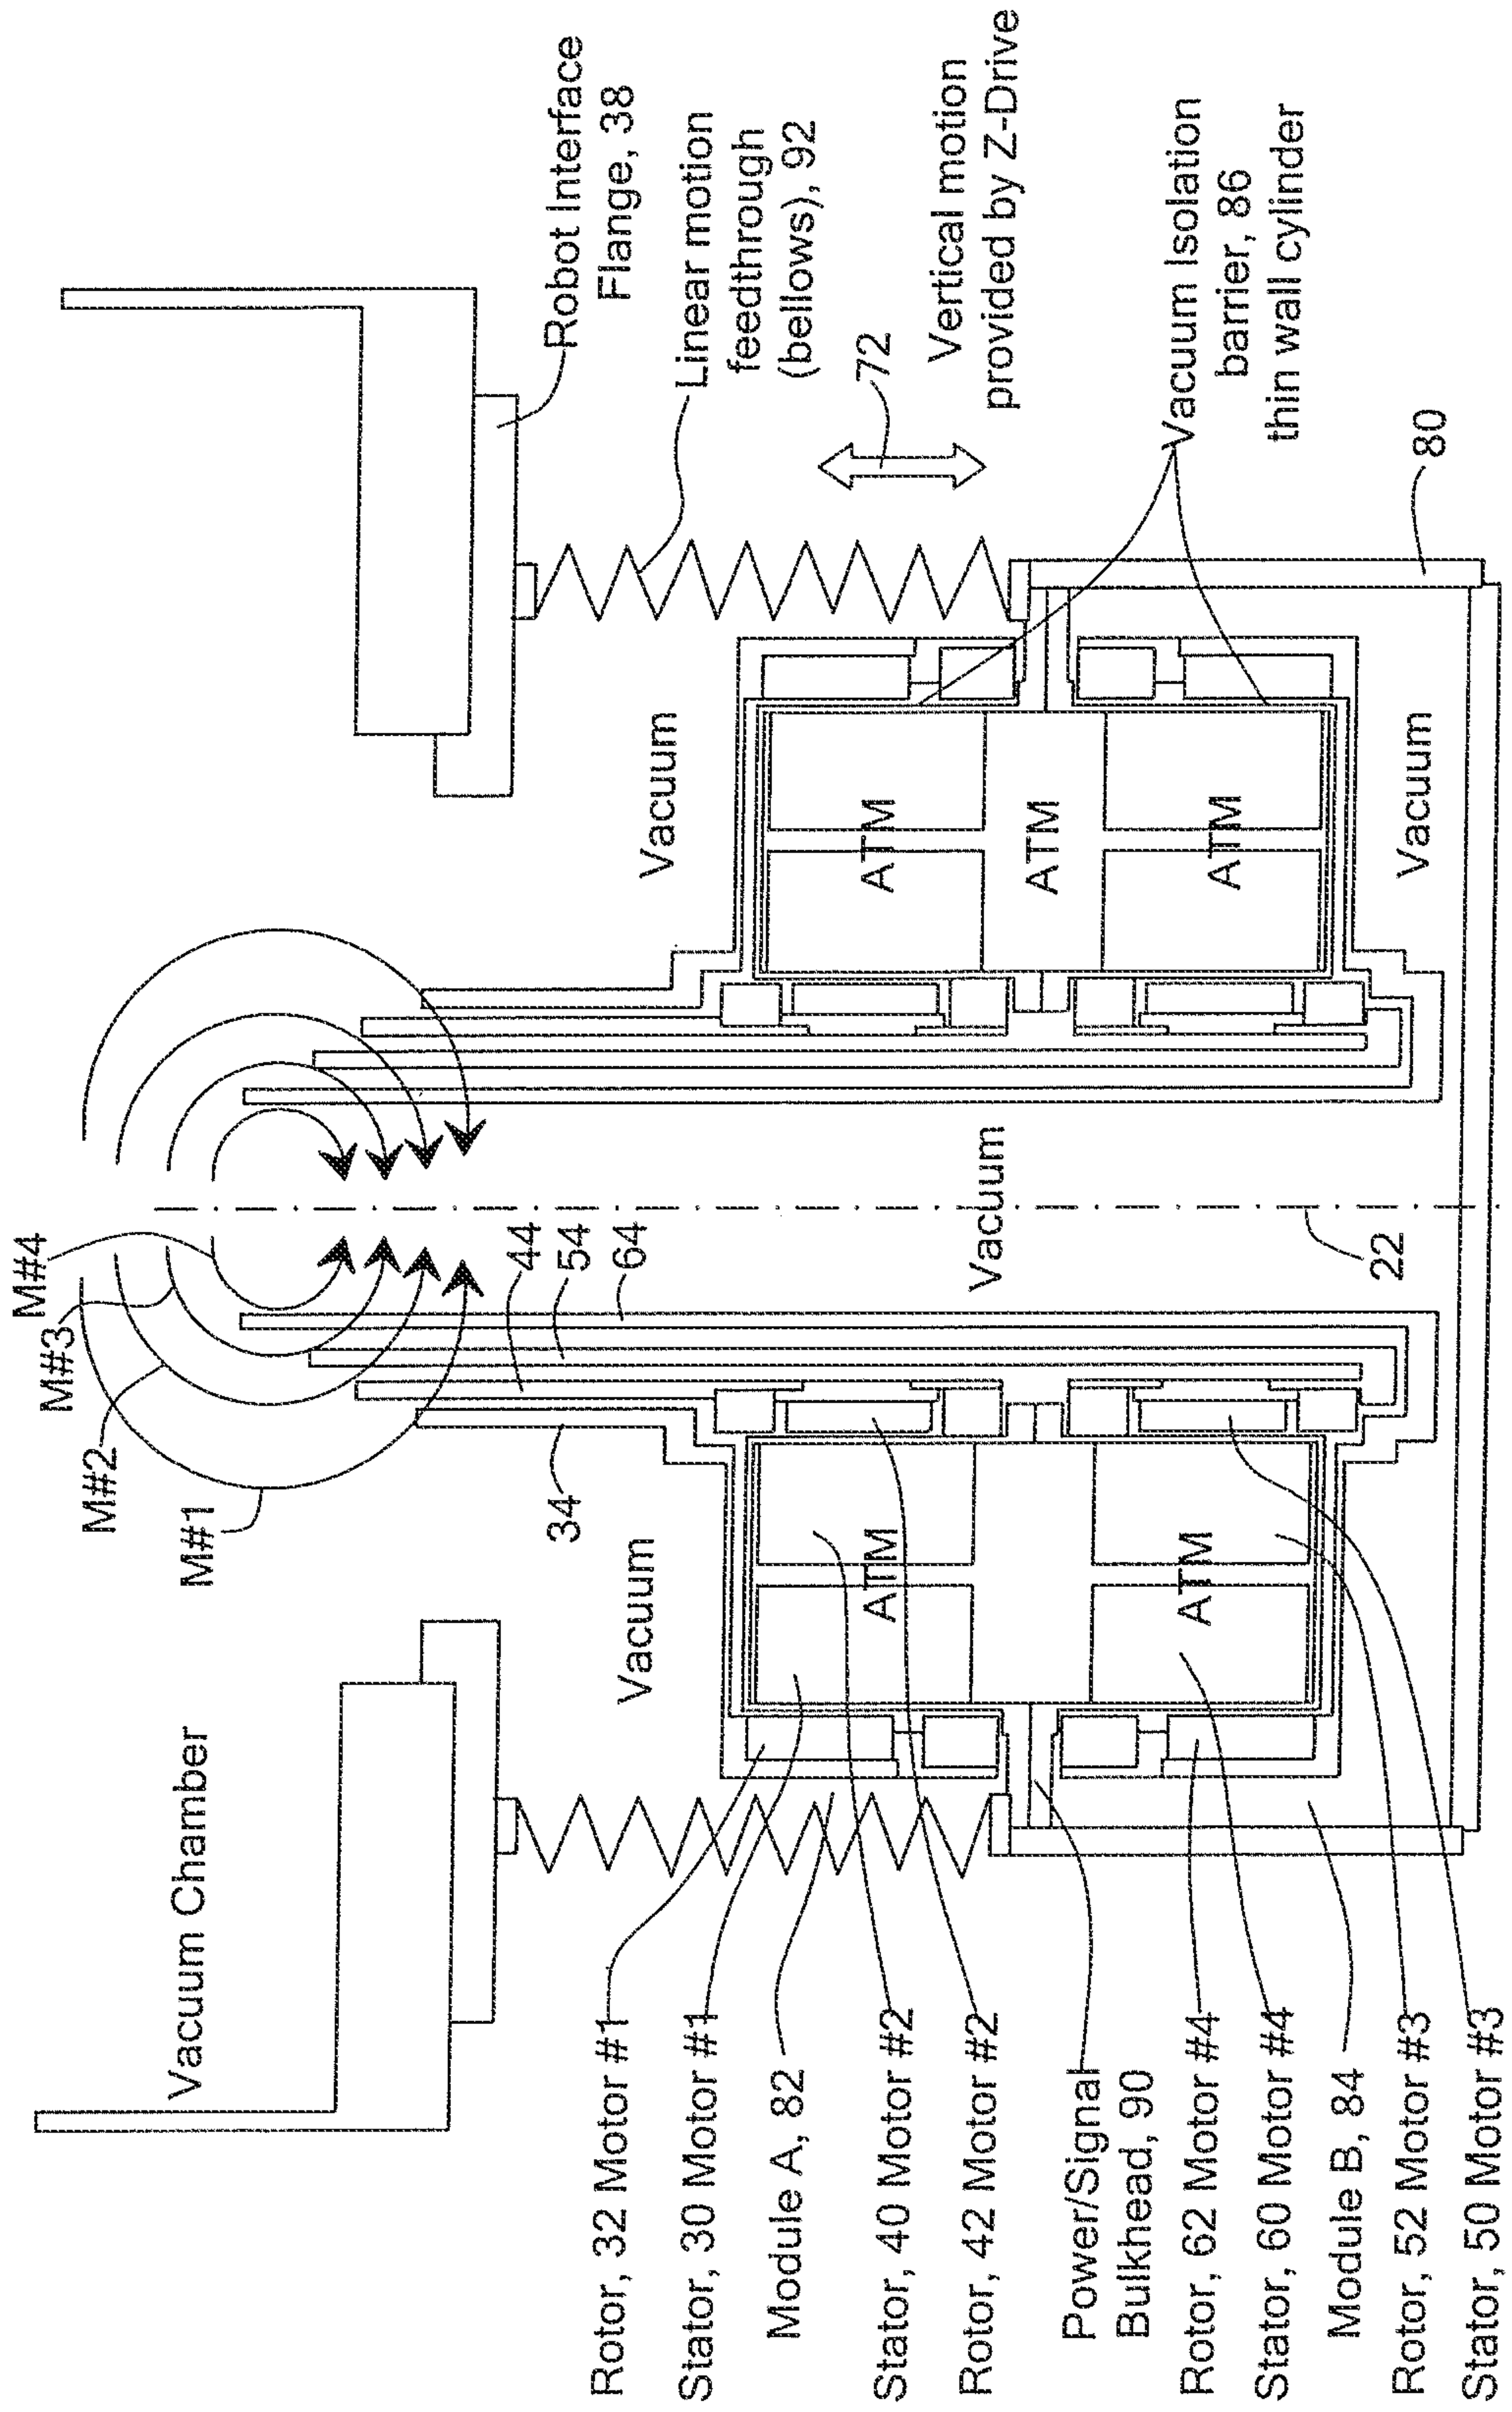 Vacuum Chamber
M#4
M#3
M#2
M#1
Robot Interface
Flange, 38
Linear motion
feedthrough
(bellows), 92
72
Vertical motion
provided by Z-Drive
Vacuum Isolation
barrier, 86
thin wall cylinder
80
34
44
54
64
Vacuum
Vacuum
Vacuum
Vacuum
ATM
ATM
ATM
ATM
ATM
22
Rotor, 32 Motor #1
Stator, 30 Motor #1
Module A, 82
Stator, 40 Motor #2
Rotor, 42 Motor #2
Power/Signal
Bulkhead, 90
Rotor, 62 Motor #4
Stator, 60 Motor #4
Module B, 84
Rotor, 52 Motor #3
Stator, 50 Motor #3